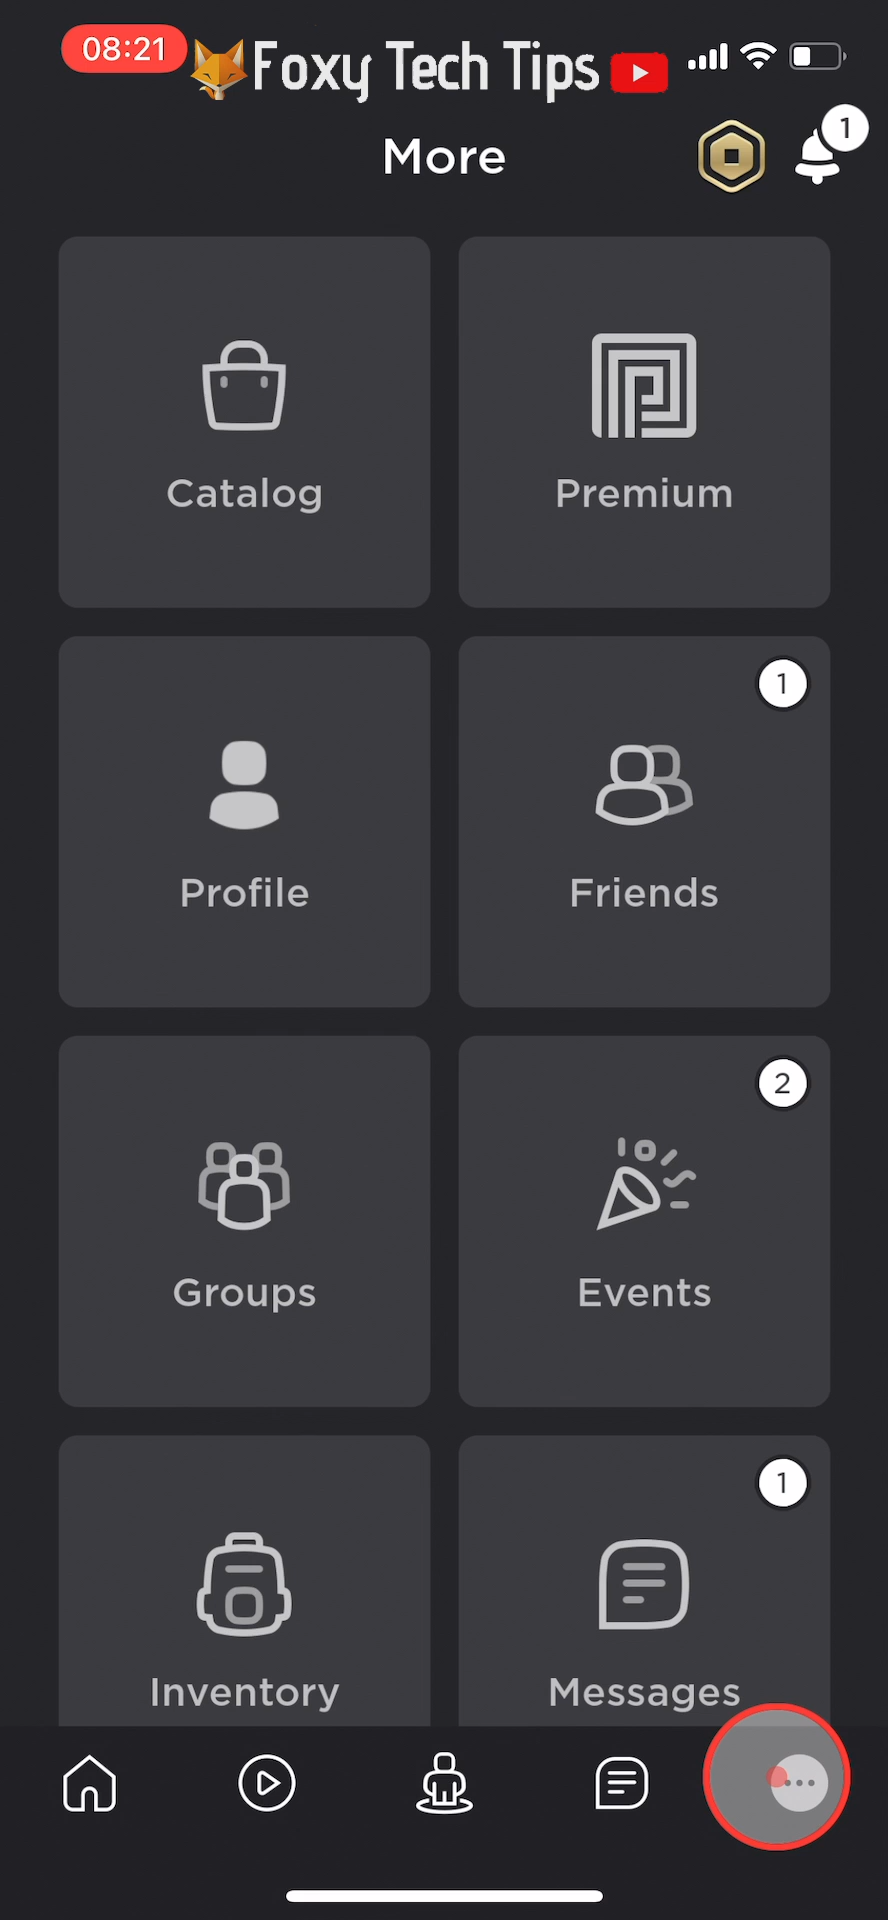 08:21
Foxy Tech Tips
More
1
Catalog
Premium
1
Profile
Friends
2
Groups
Events
1
Inventory
Messages